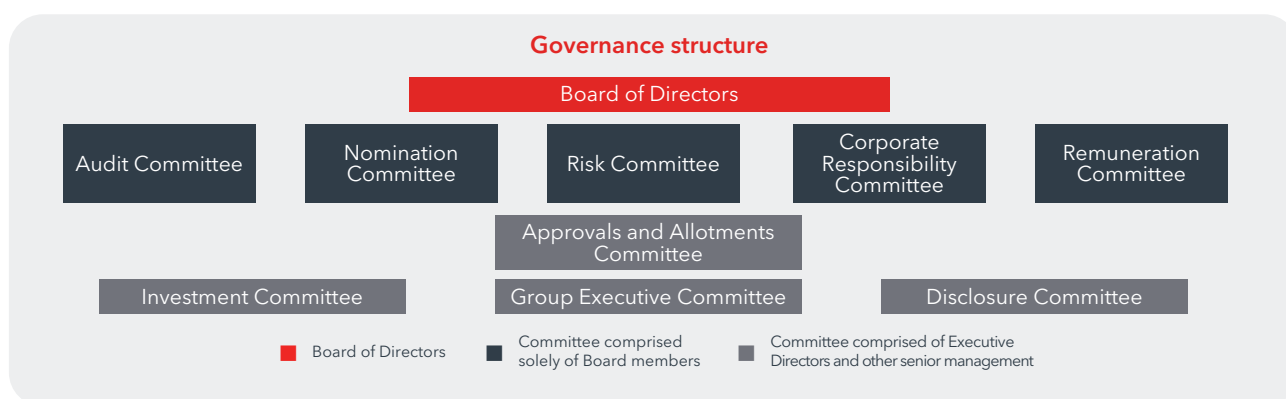 Governance structure
Board of Directors
Audit Committee
Nomination
Committee
Risk Committee
Corporate
Responsibility
Committee
Remuneration
Committee
Approvals and Allotments
Committee
Investment Committee
Group Executive Committee
Disclosure Committee
Board of Directors
Committee comprised
solely of Board members
Committee comprised of Executive
Directors and other senior management